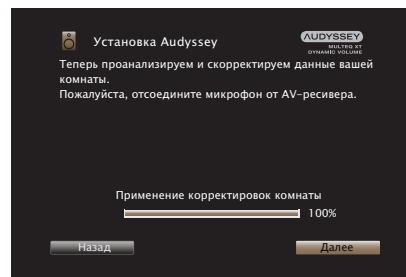 Установка Audyssey
AUDYSSEY
MULTEQ XT
DYNAMIC VOLUME
Теперь проанализируем и скорректируем данные вашей
комнаты.
Пожалуйста, отсоедините микрофон от AV-ресивера.
Применение корректировок комнаты
100%
Назад
Далее